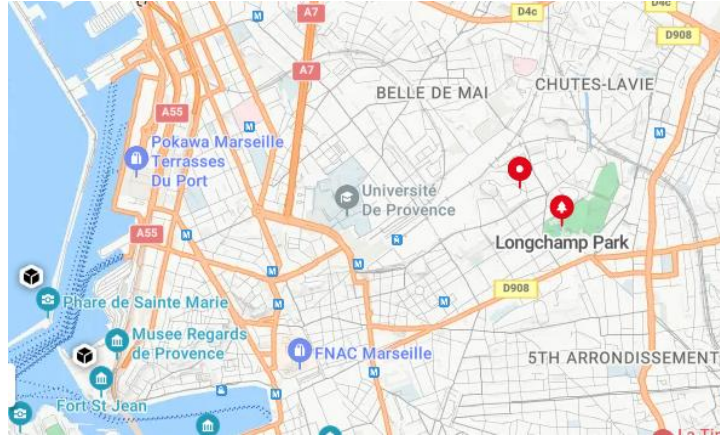 A7
D4c
D4c
D908
A7
BELLE DE MAI
CHUTES-LAVIE
A55
M
Pokawa Marseille
Terrasses
Du Port
M
M
Université
De Provence
A55
M
Longchamp Park
M
M
D908
Phare de Sainte Marie
M
M
Musee Regards
de Provence
FNAC Marseille
5TH ARRONDISSEMENT
Fort St Jean